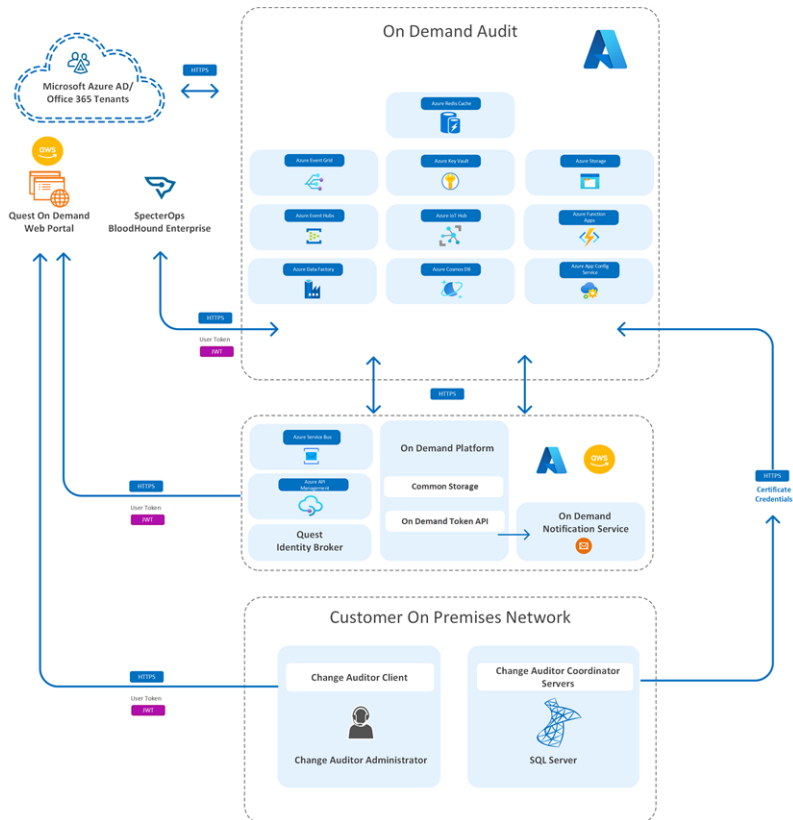 On Demand Audit
HTTPS
Microsoft Azure AD/
Office 365 Tenants
Azure Redis Cache
aws
Quest On Demand
Web Portal
SpecterOps
BloodHound Enterprise
Azure Event Grid
Azure Key Vault
Azure Storage
Azure Event Hubs
Azure IoT Hub
Azure Function
Apps
Azure Data Factory
Azure Cosmos DB
Azure App Config
Service
HTTPS
User Token
JWT
HTTPS
Azure Service Bus
Azure API
Management
Quest
Identity Broker
On Demand Platform
Common Storage
On Demand Token API
aws
On Demand
Notification Service
HTTPS
User Token
JWT
HTTPS
Certificate
Credentials
Customer On Premises Network
Change Auditor Client
Change Auditor Administrator
Change Auditor Coordinator
Servers
SQL Server
HTTPS
User Token
JWT